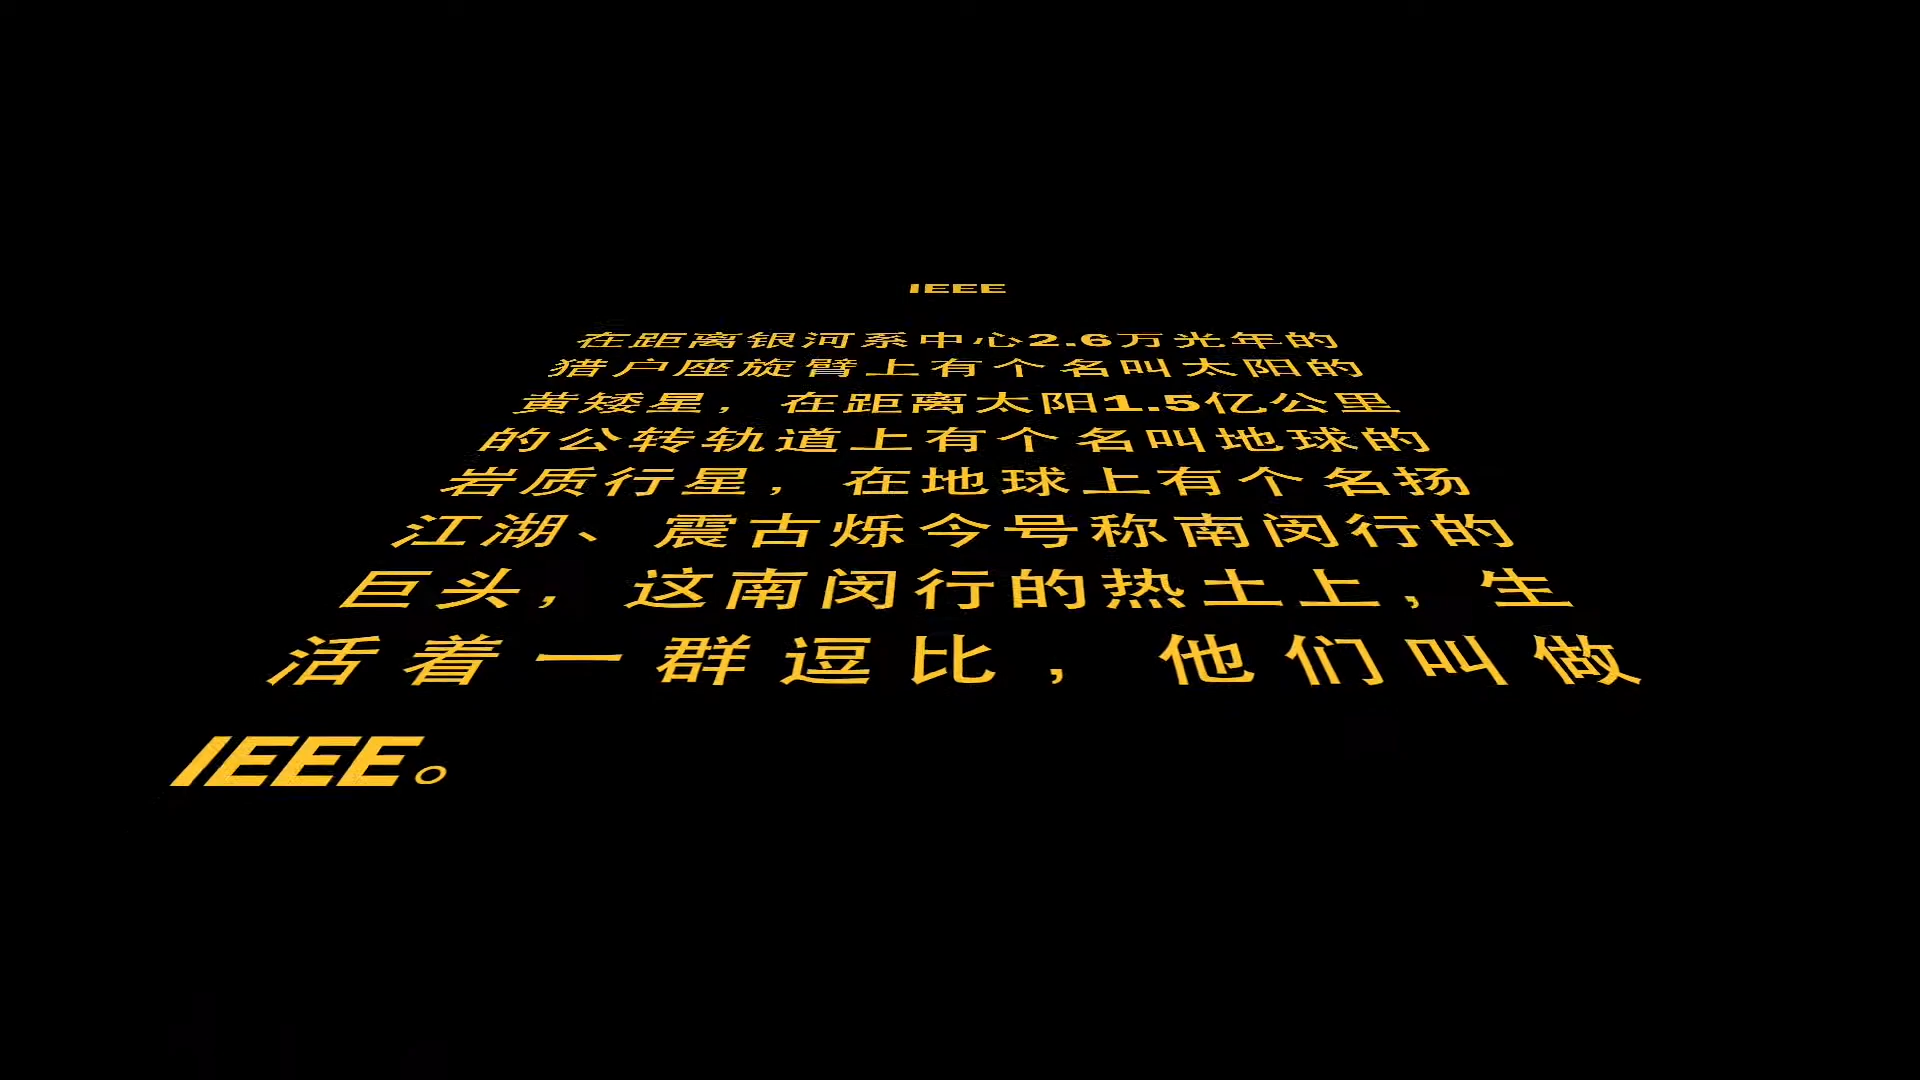 IEEE
在距离银河系中心2.6万光年的
猎户座旋臂上有个名叫太阳的
黄矮星，在距离太阳1.5亿公里
的公转轨道上有个名叫地球的
岩质行星，在地球上有个名扬
江湖、震古烁今号称南闵行的
巨头，这南闵行的热土上，生
活着一群逗比，他们叫做
IEEE。